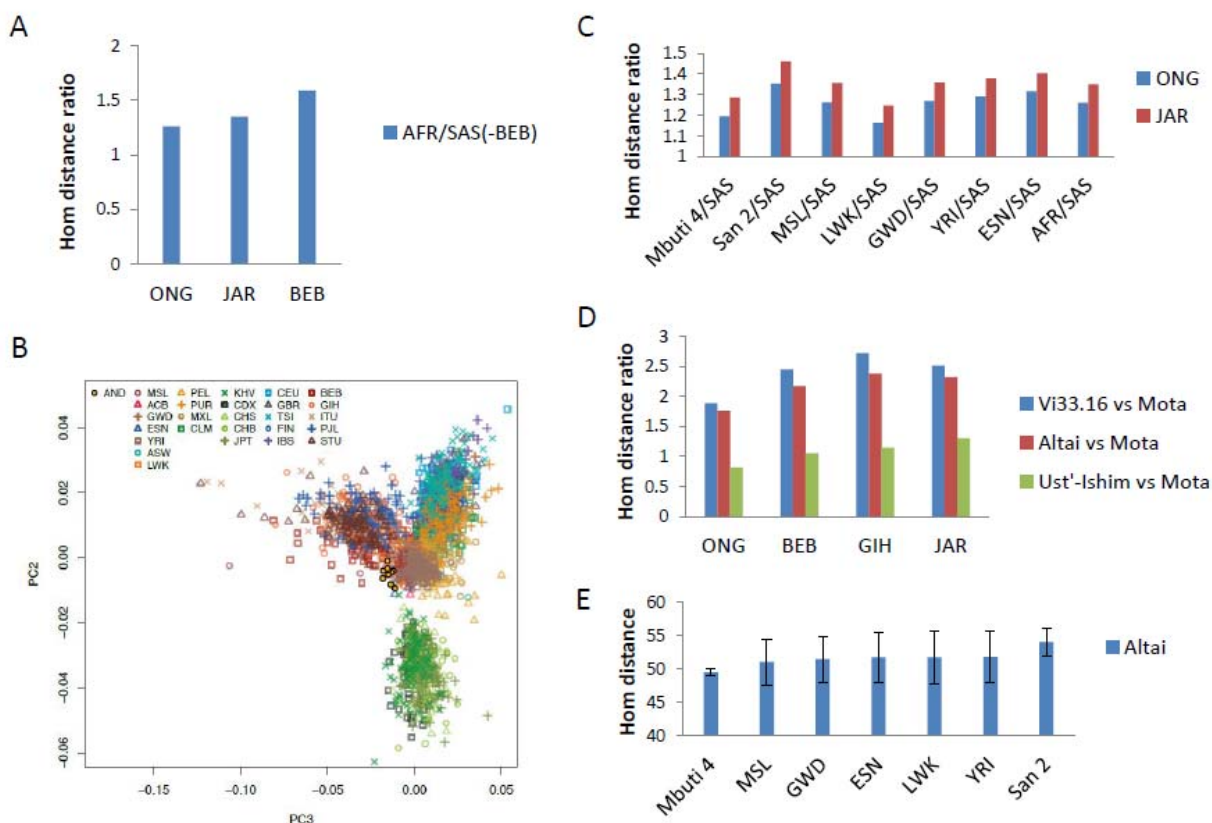 A
Hom distance ratio
2
1.5
1
0.5
0
ONG JAR BEB
AFR/SAS(-BEB)
B
AND MSL PEL KHV CEU BEB
ACB PUR CDX GBR GIH
GWD MXL CHS TSI ITU
ESN CLM CHB FIN PJL
YRI JPT IBS STU
ASW
LWK
PC2
0.04
0.02
0.00
−0.02
−0.04
−0.06
−0.15 −0.10 −0.05 0.00 0.05
PC3
C
Hom distance ratio
1.5
1.4
1.3
1.2
1.1
1
Mbuti 4/SAS San 2/SAS MSL/SAS LWK/SAS GWD/SAS YRI/SAS ESN/SAS AFR/SAS
ONG
JAR
D
Hom distance ratio
3
2.5
2
1.5
1
0.5
0
ONG BEB GIH JAR
Vi33.16 vs Mota
Altai vs Mota
Ust'-Ishim vs Mota
E
Hom distance
60
55
50
45
40
Mbuti 4 MSL GWD ESN LWK YRI San 2
Altai